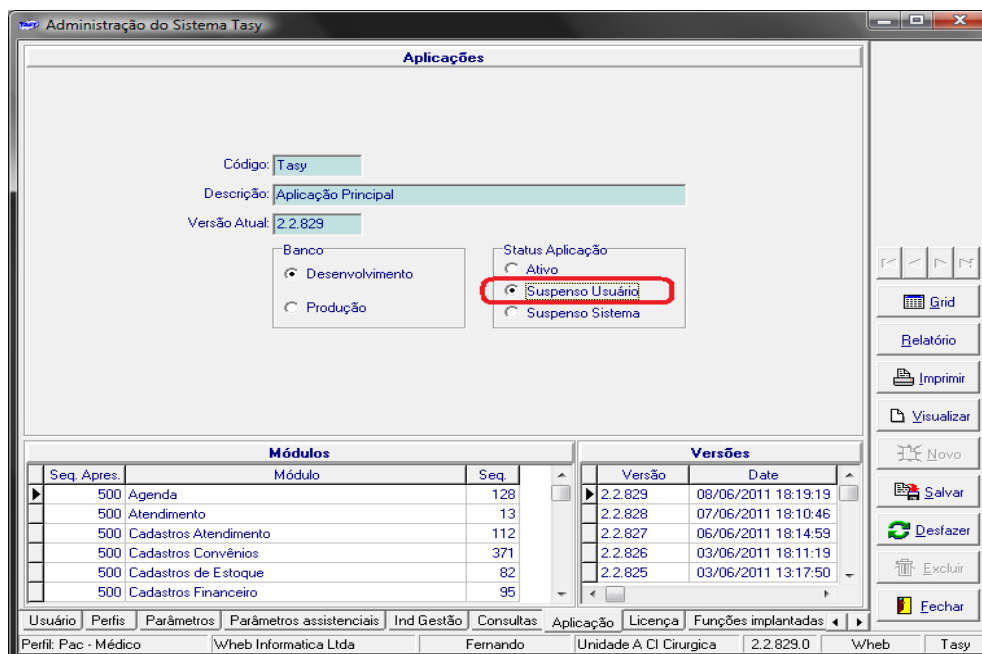 TASY Administração do Sistema Tasy
Aplicações
Código: Tasy
Descrição: Aplicação Principal
Versão Atual: 2.2.829
Banco
Desenvolvimento
Produção
Status Aplicação
Ativo
Suspenso Usuário
Suspenso Sistema
Grid
Relatório
Imprimir
Visualizar
Novo
Salvar
Desfazer
Excluir
Fechar
Módulos
Seq. Apres. Módulo Seq.
500 Agenda 128
500 Atendimento 13
500 Cadastros Atendimento 112
500 Cadastros Convênios 371
500 Cadastros de Estoque 82
500 Cadastros Financeiro 95
Versões
Versão Date
2.2.829 08/06/2011 18:19:19
2.2.828 07/06/2011 18:10:46
2.2.827 06/06/2011 18:14:59
2.2.826 03/06/2011 18:11:19
2.2.825 03/06/2011 13:17:50
Usuário Perfis Parâmetros Parâmetros assistenciais Ind Gestão Consultas Aplicação Licença Funções implantadas
Perfil: Pac - Médico Wheb Informatica Ltda Fernando Unidade A CI Cirurgica 2.2.829.0 Wheb Tasy